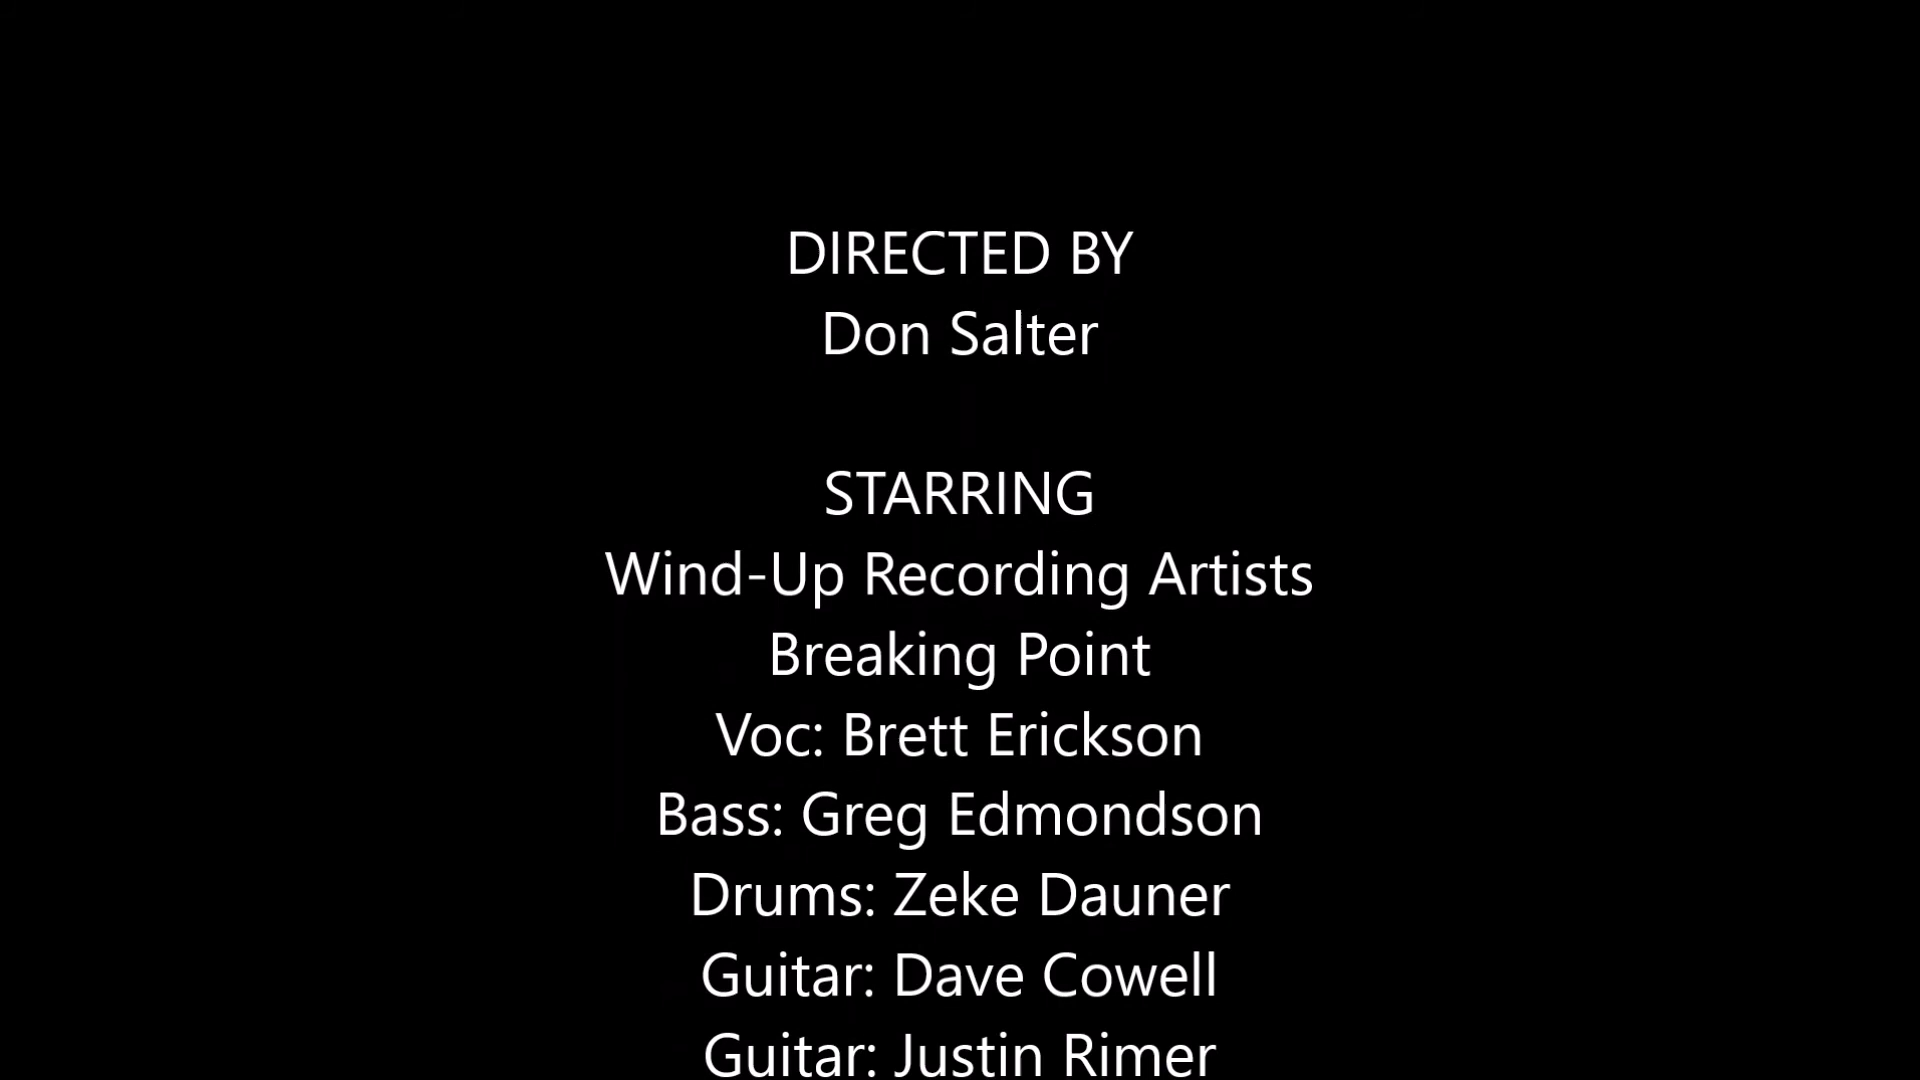 DIRECTED BY
Don Salter
STARRING
Wind-Up Recording Artists
Breaking Point
Voc: Brett Erickson
Bass: Greg Edmondson
Drums: Zeke Dauner
Guitar: Dave Cowell
Guitar: Justin Rimer